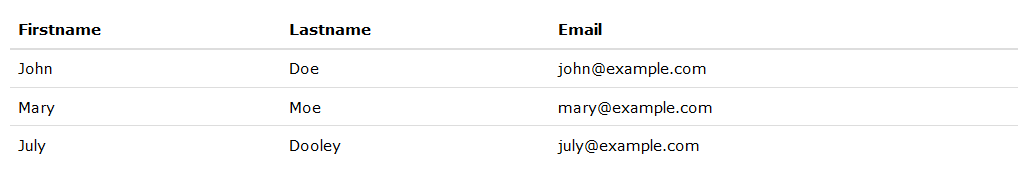 Firstname Lastname Email
John Doe john@example.com
Mary Moe mary@example.com
July Dooley july@example.com